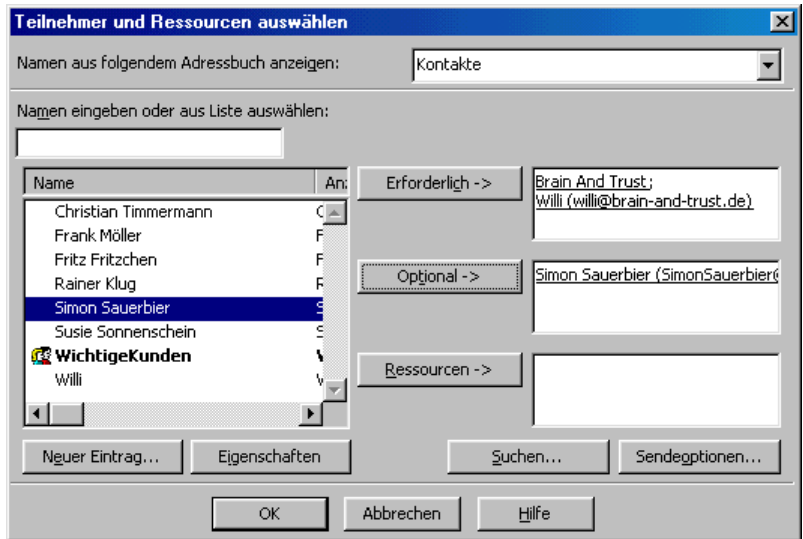 Teilnehmer und Ressourcen auswählen
Namen aus folgendem Adressbuch anzeigen:
Kontakte
Namen eingeben oder aus Liste auswählen:
Name
An:
Christian Timmermann
Frank Möller
Fritz Fritzchen
Rainer Klug
Simon Sauerbier
Susie Sonnenschein
WichtigeKunden
Willi
Erforderlich ->
Brain And Trust;
Willi (willi@brain-and-trust.de)
Optional ->
Simon Sauerbier (SimonSauerbier@
Ressourcen ->
Neuer Eintrag...
Eigenschaften
Suchen...
Sendeoptionen...
OK
Abbrechen
Hilfe